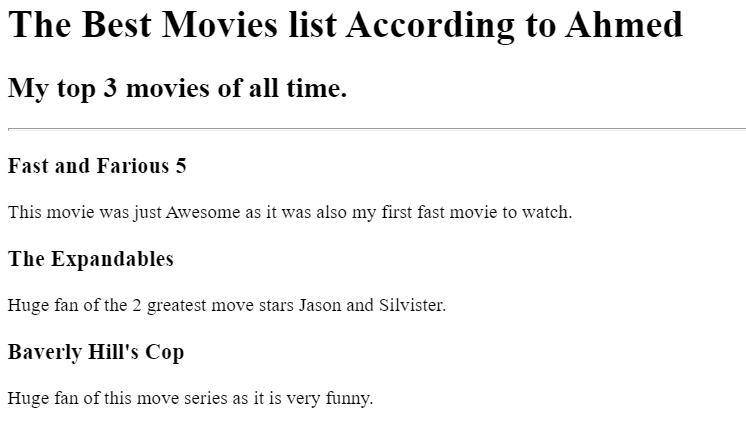 The Best Movies list According to Ahmed
My top 3 movies of all time.
Fast and Farious 5
This movie was just Awesome as it was also my first fast movie to watch.
The Expandables
Huge fan of the 2 greatest move stars Jason and Silvister.
Baverly Hill's Cop
Huge fan of this move series as it is very funny.